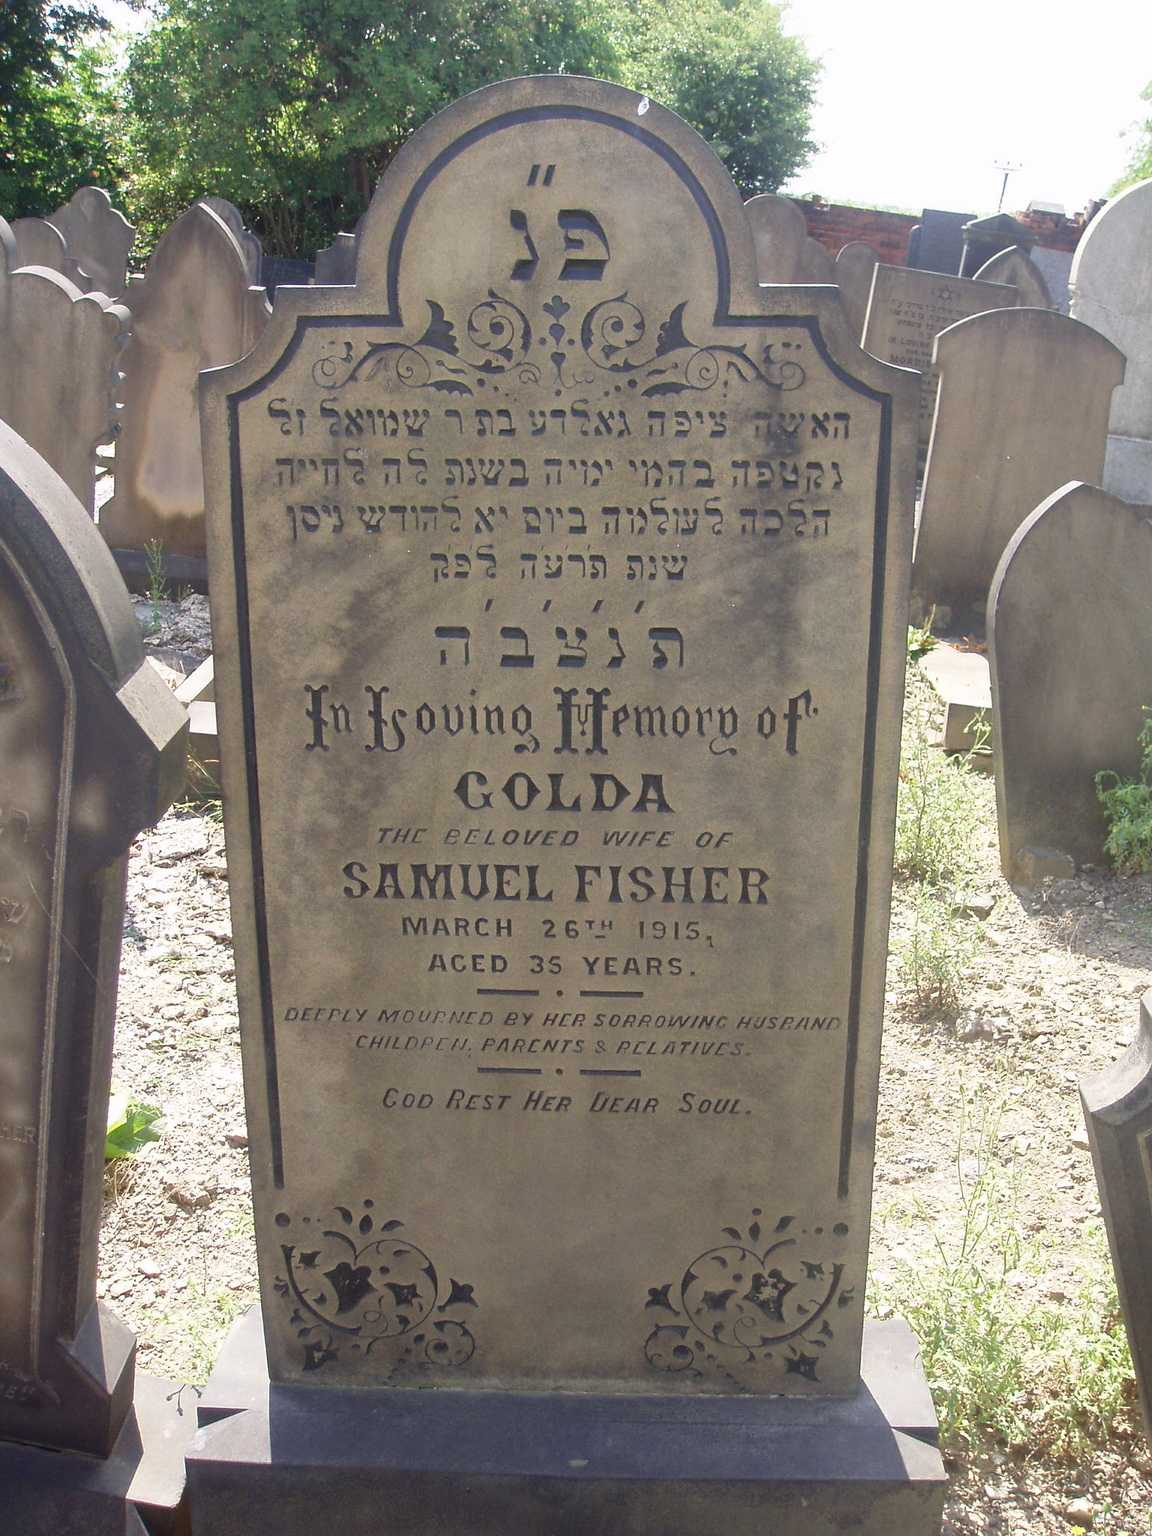 פ״נ
האשה ציפה גאלדע בת ר שמואל זל
נקטפה בהמי ימיה בשנת לה לחייה
הלכה לעולמה ביום יא לחודש ניסן
שנת תרעה לפק
ת׳נ׳צ׳ב׳ה
In Loving Memory of
GOLDA
THE BELOVED WIFE OF
SAMUEL FISHER
MARCH 26TH 1915,
AGED 35 YEARS.
DEEPLY MOURNED BY HER SORROWING HUSBAND
CHILDREN, PARENTS & RELATIVES.
GOD REST HER DEAR SOUL.